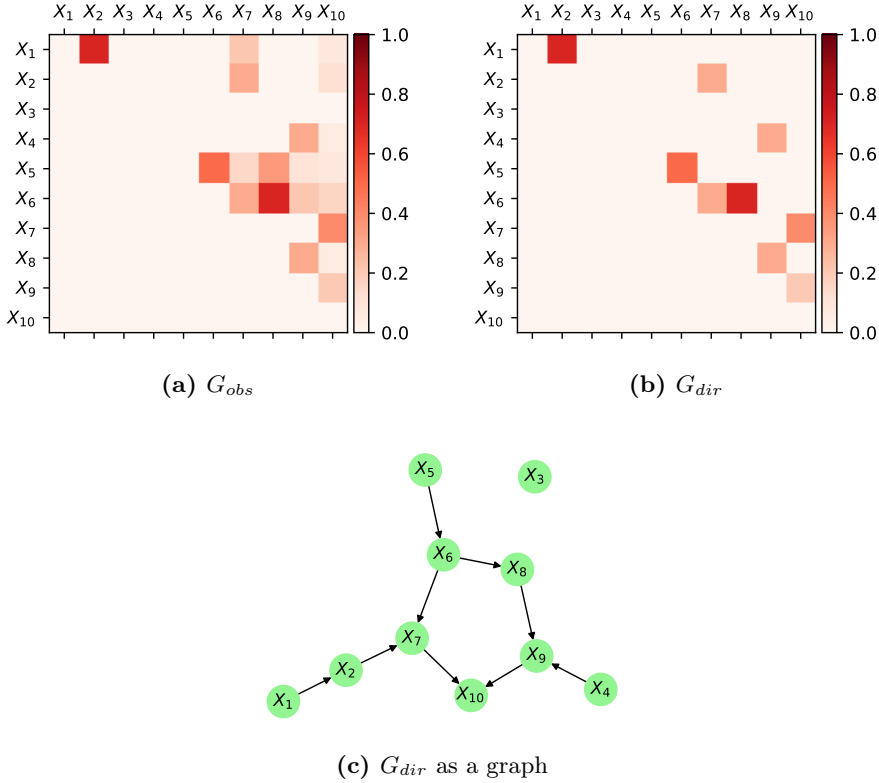 X₁ X₂ X₃ X₄ X₅ X₆ X₇ X₈ X₉ X₁₀
X₁
X₂
X₃
X₄
X₅
X₆
X₇
X₈
X₉
X₁₀
1.0
0.8
0.6
0.4
0.2
0.0
(a) G_obs
X₁ X₂ X₃ X₄ X₅ X₆ X₇ X₈ X₉ X₁₀
X₁
X₂
X₃
X₄
X₅
X₆
X₇
X₈
X₉
X₁₀
1.0
0.8
0.6
0.4
0.2
0.0
(b) G_dir
X₅
X₃
X₆
X₈
X₇
X₉
X₂
X₄
X₁₀
X₁
(c) G_dir as a graph